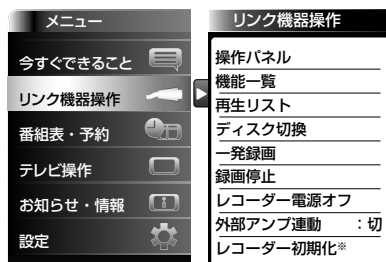 メニュー
今すぐできること
リンク機器操作
番組表・予約
テレビ操作
お知らせ・情報
設定
リンク機器操作
操作パネル
機能一覧
再生リスト
ディスク切換
一発録画
録画停止
レコーダー電源オフ
外部アンプ連動　：切
レコーダー初期化※